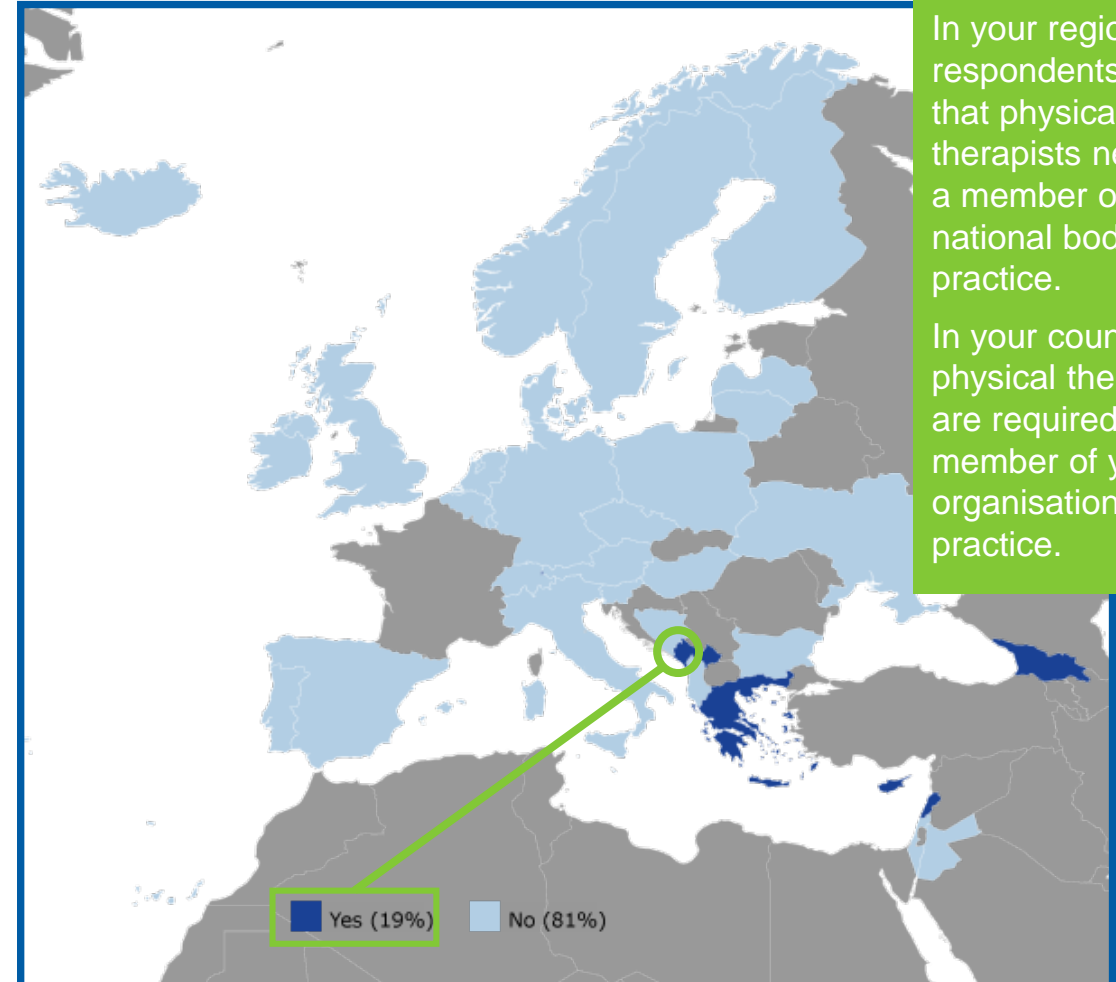 In your regio
respondents
that physica
therapists ne
a member o
national bod
practice.
In your coun
physical the
are required
member of y
organisation
practice.
Yes (19%)
No (81%)